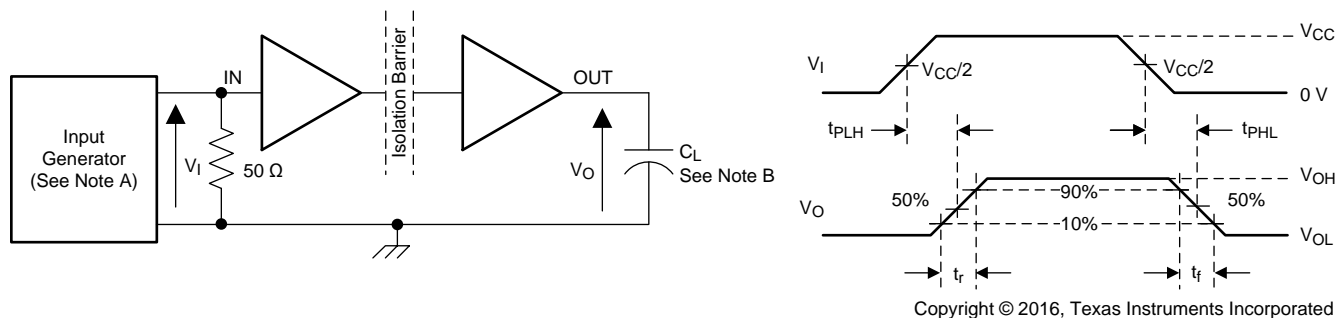 Input
Generator
(See Note A)
IN
VI
50 Ω
Isolation Barrier
OUT
VO
CL
See Note B
VI
VCC/2
VCC/2
VCC
0 V
tPLH
tPHL
VO
50%
90%
10%
50%
VOH
VOL
tr
tf
Copyright © 2016, Texas Instruments Incorporated